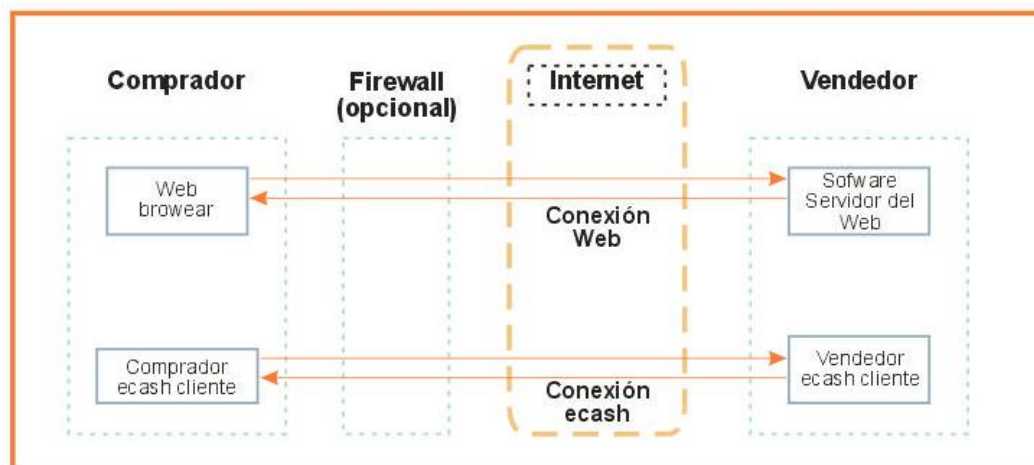 Comprador
Firewall
(opcional)
Internet
Vendedor
Web
browear
Sofware
Servidor del
Web
Conexión
Web
Comprador
ecash cliente
Vendedor
ecash cliente
Conexión
ecash